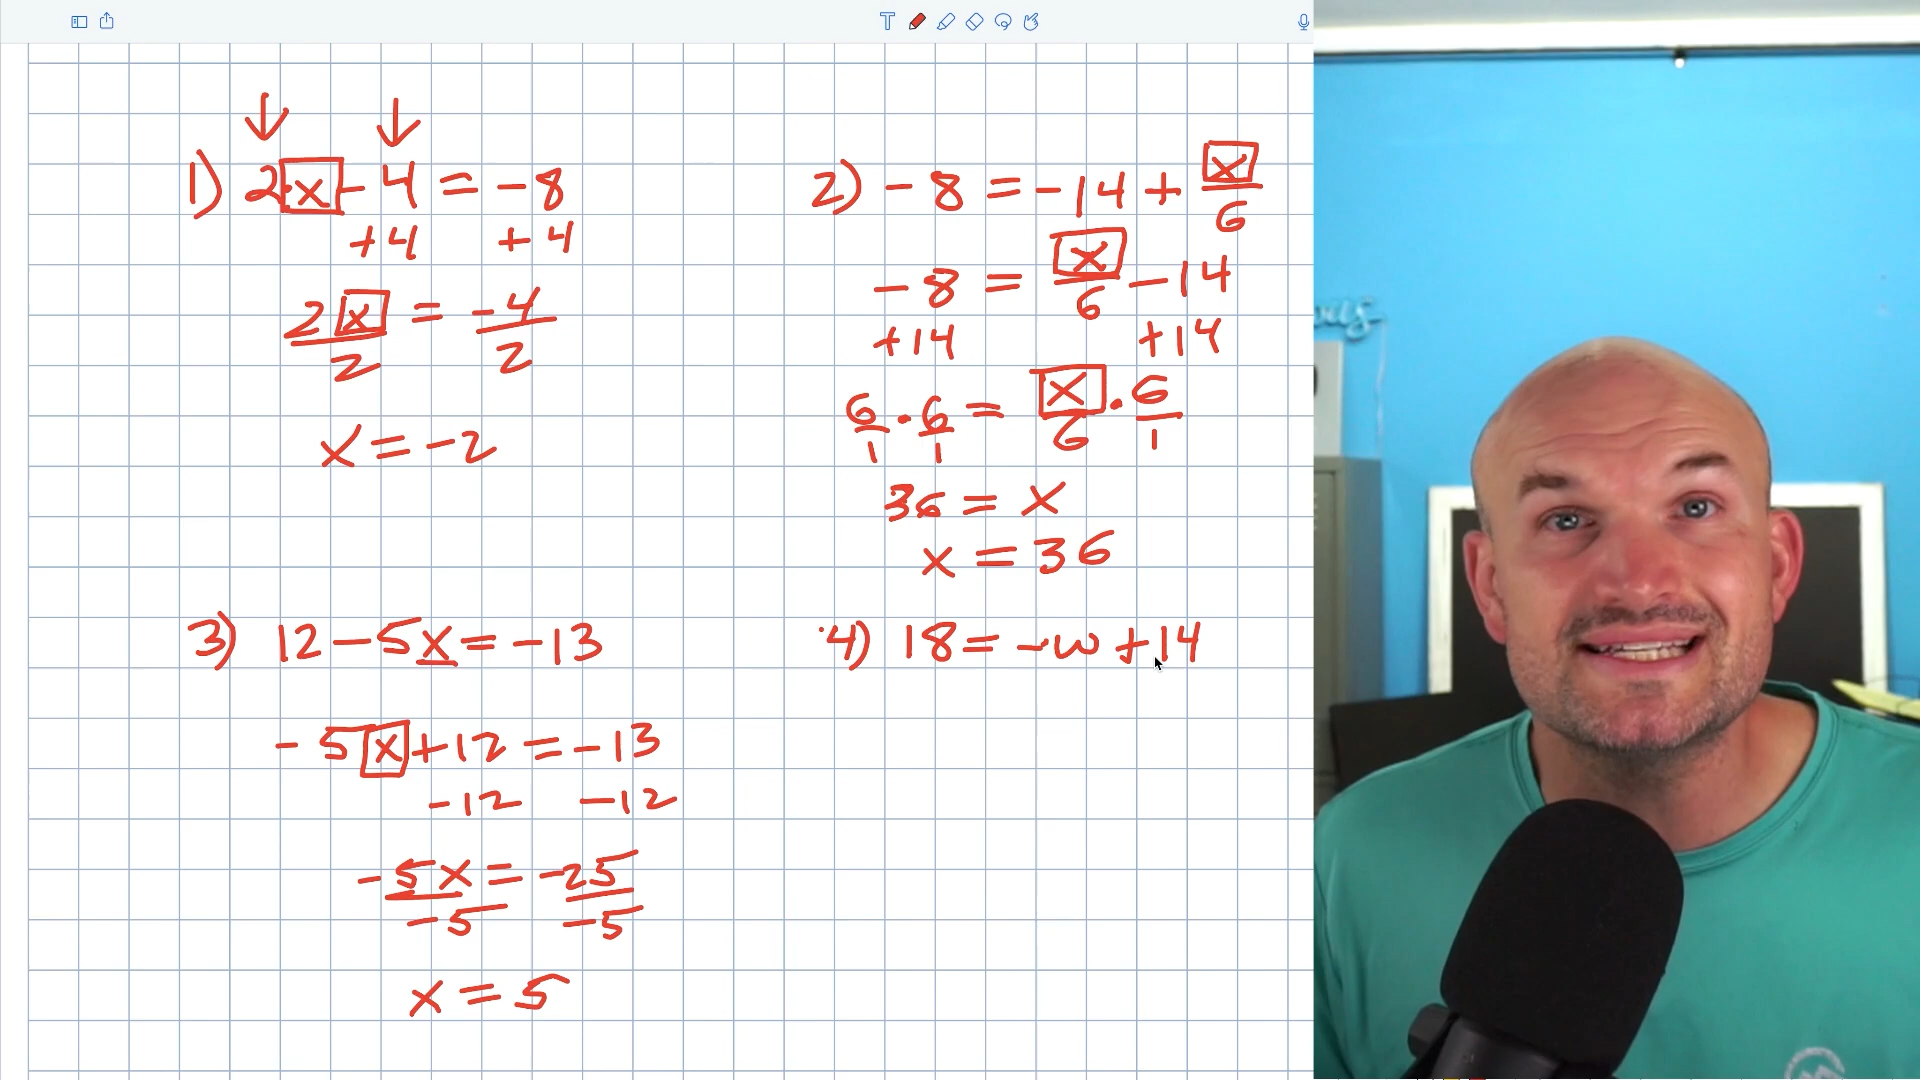 1) 2·x - 4 = -8
+4 +4
2x = -4
2 2
x = -2
2) -8 = -14 + x/6
-8 = x/6 - 14
+14 +14
6/1 · 6/1 = x/6 · 6/1
36 = x
x = 36
3) 12 - 5x = -13
-5x + 12 = -13
-12 -12
-5x = -25
-5 -5
x = 5
4) 18 = -w + 14